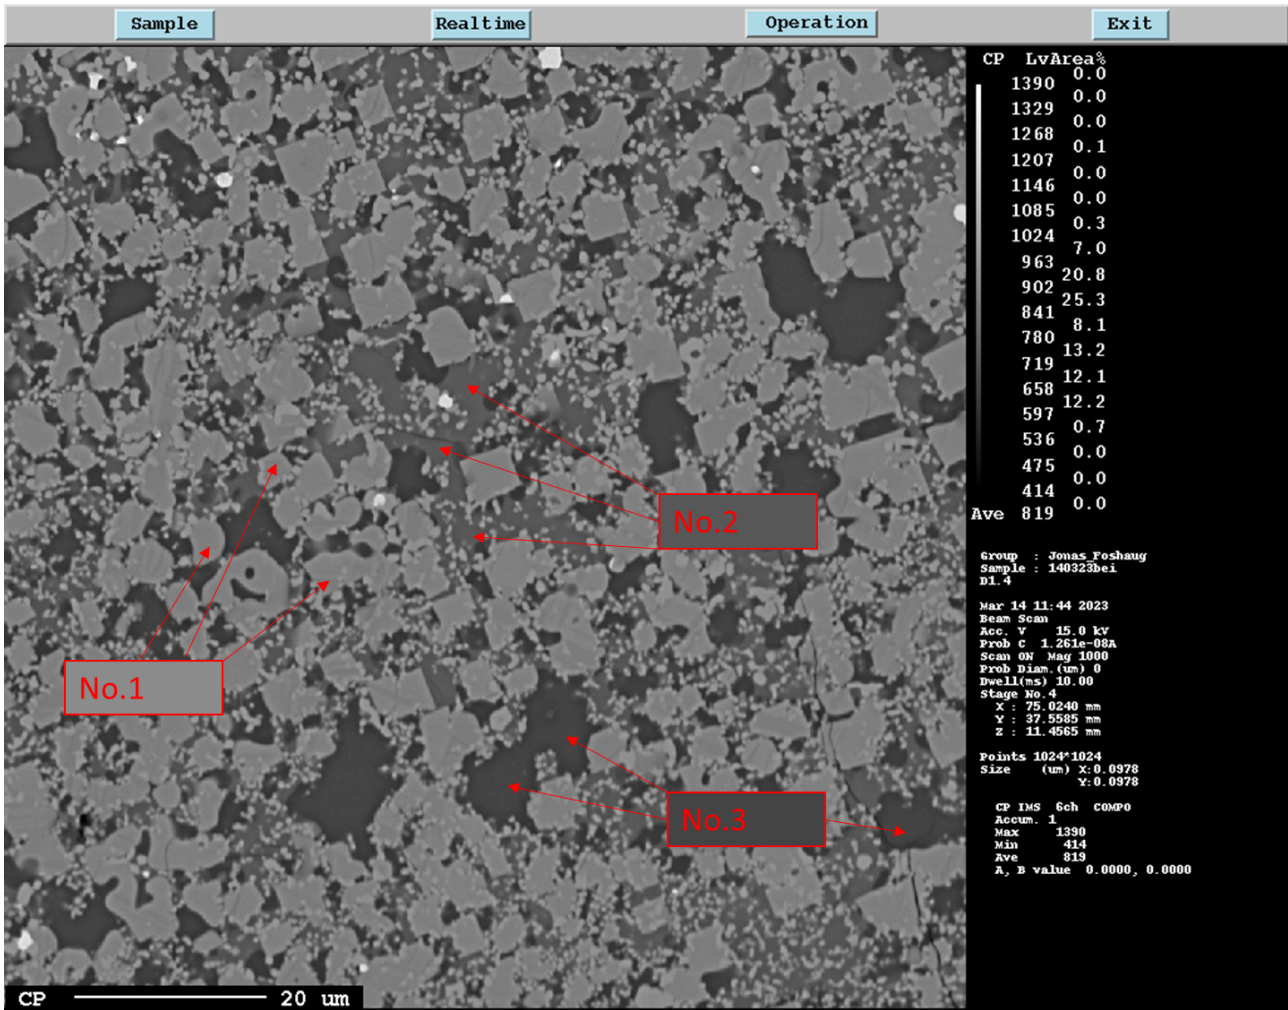 Sample Realtime Operation Exit
CP LvArea%
0.0
1390
0.0
1329
0.0
1268
0.1
1207
0.0
1146
0.0
1085
0.3
1024
7.0
963
20.8
902
25.3
841
8.1
780
13.2
719
12.1
658
12.2
597
0.7
536
0.0
475
0.0
414
0.0
Ave 819
No.2
No.1
No.3
Group : Jonas_Foshaug
Sample : 140323bei
D1.4
Mar 14 11:44 2023
Beam Scan
Acc. V 15.0 kV
Prob C 1.261e-08A
Scan ON Mag 1000
Prob Diam.(um) 0
Dwell(ms) 10.00
Stage No.4
X : 75.0240 mm
Y : 37.5585 mm
Z : 11.4565 mm
Points 1024*1024
Size (um) X:0.0978
Y:0.0978
CP IMS 6ch COMPO
Accum. 1
Max 1390
Min 414
Ave 819
A, B value 0.0000, 0.0000
CP 20 um